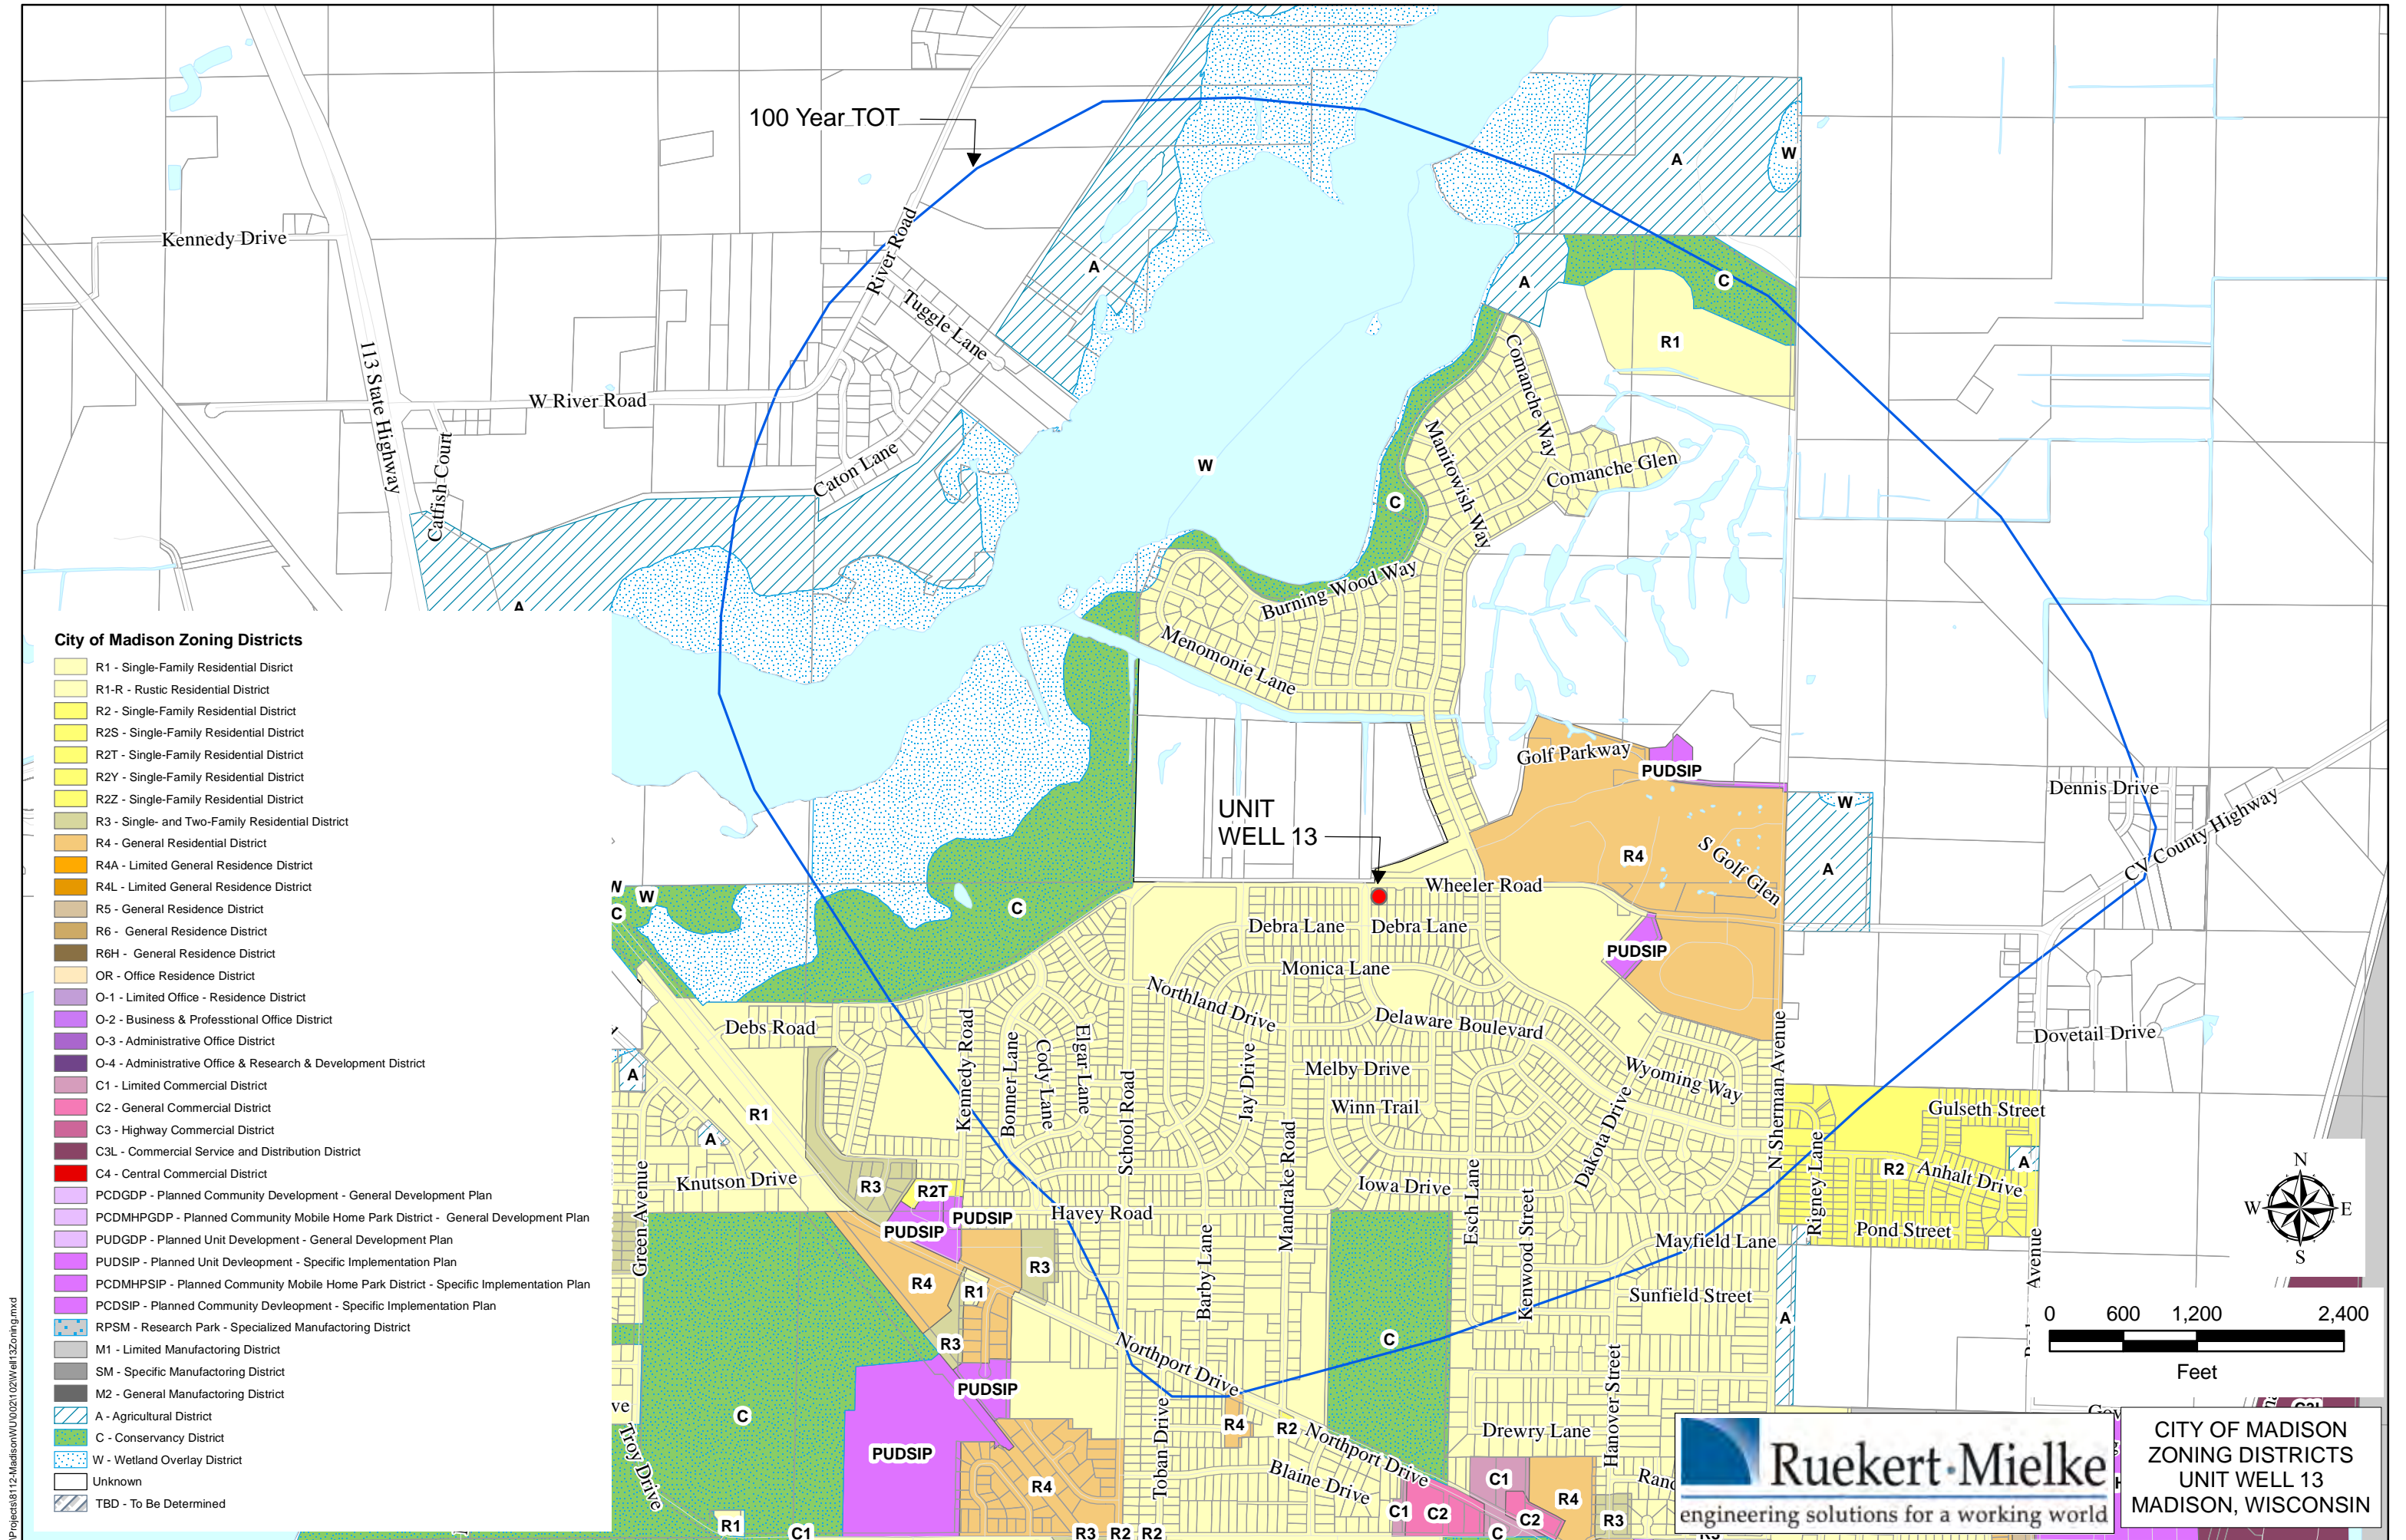 100 Year TOT
A
W
Kennedy Drive
River Road
A
A
C
Tuggle Lane
R1
Comanche Way
113 State Highway
W River Road
Manitowish Way
Catfish Court
Caton Lane
W
Comanche Glen
C
Burning Wood Way
A
Menomonie Lane
City of Madison Zoning Districts
R1 - Single-Family Residential Disrict
R1-R - Rustic Residential District
R2 - Single-Family Residential District
R2S - Single-Family Residential District
R2T - Single-Family Residential District
R2Y - Single-Family Residential District
R2Z - Single-Family Residential District
R3 - Single- and Two-Family Residential District
R4 - General Residential District
R4A - Limited General Residence District
R4L - Limited General Residence District
R5 - General Residence District
R6 -  General Residence District
R6H -  General Residence District
OR - Office Residence District
O-1 - Limited Office - Residence District
O-2 - Business & Professtional Office District
O-3 - Administrative Office District
O-4 - Administrative Office & Research & Development District
C1 - Limited Commercial District
C2 - General Commercial District
C3 - Highway Commercial District
C3L - Commercial Service and Distribution District
C4 - Central Commercial District
PCDGDP - Planned Community Development - General Development Plan
PCDMHPGDP - Planned Community Mobile Home Park District -  General Development Plan
PUDGDP - Planned Unit Development - General Development Plan
PUDSIP - Planned Unit Devleopment - Specific Implementation Plan
PCDMHPSIP - Planned Community Mobile Home Park District - Specific Implementation Plan
PCDSIP - Planned Community Devleopment - Specific Implementation Plan
RPSM - Research Park - Specialized Manufactoring District
M1 - Limited Manufactoring District
SM - Specific Manufactoring District
M2 - General Manufactoring District
A - Agricultural District
C - Conservancy District
W - Wetland Overlay District
Unknown
TBD - To Be Determined
Golf Parkway
PUDSIP
Dennis Drive
W
UNIT
WELL 13
CV County Highway
R4
S Golf Glen
A
Wheeler Road
W
W
C
C
Debra Lane
Debra Lane
PUDSIP
Monica Lane
Northland Drive
Delaware Boulevard
Debs Road
Dovetail Drive
Kennedy Road
Bonner Lane
Cody Lane
Elgar Lane
School Road
Jay Drive
Melby Drive
Wyoming Way
N Sherman Avenue
A
R1
Winn Trail
Mandrake Road
Dakota Drive
Gulseth Street
A
A
R2
Anhalt Drive
Rigney Lane
Knutson Drive
R3
R2T
Iowa Drive
Green Avenue
PUDSIP
PUDSIP
Havey Road
Esch Lane
Kenwood Street
Mayfield Lane
Pond Street
Avenue
N
W
E
S
R3
R4
R1
Barby Lane
Sunfield Street
A
R3
C
Northport Drive
Hanover Street
0 600 1,200 2,400
Feet
PUDSIP
C
Troy Drive
PUDSIP
R4
Toban Drive
R4
R2
Northport Drive
Drewry Lane
Blaine Drive
C1
R4
C1
C2
C2
R3
C
R1
C1
R3
R2
R2
Ruekert·Mielke
engineering solutions for a working world
CITY OF MADISON
ZONING DISTRICTS
UNIT WELL 13
MADISON, WISCONSIN